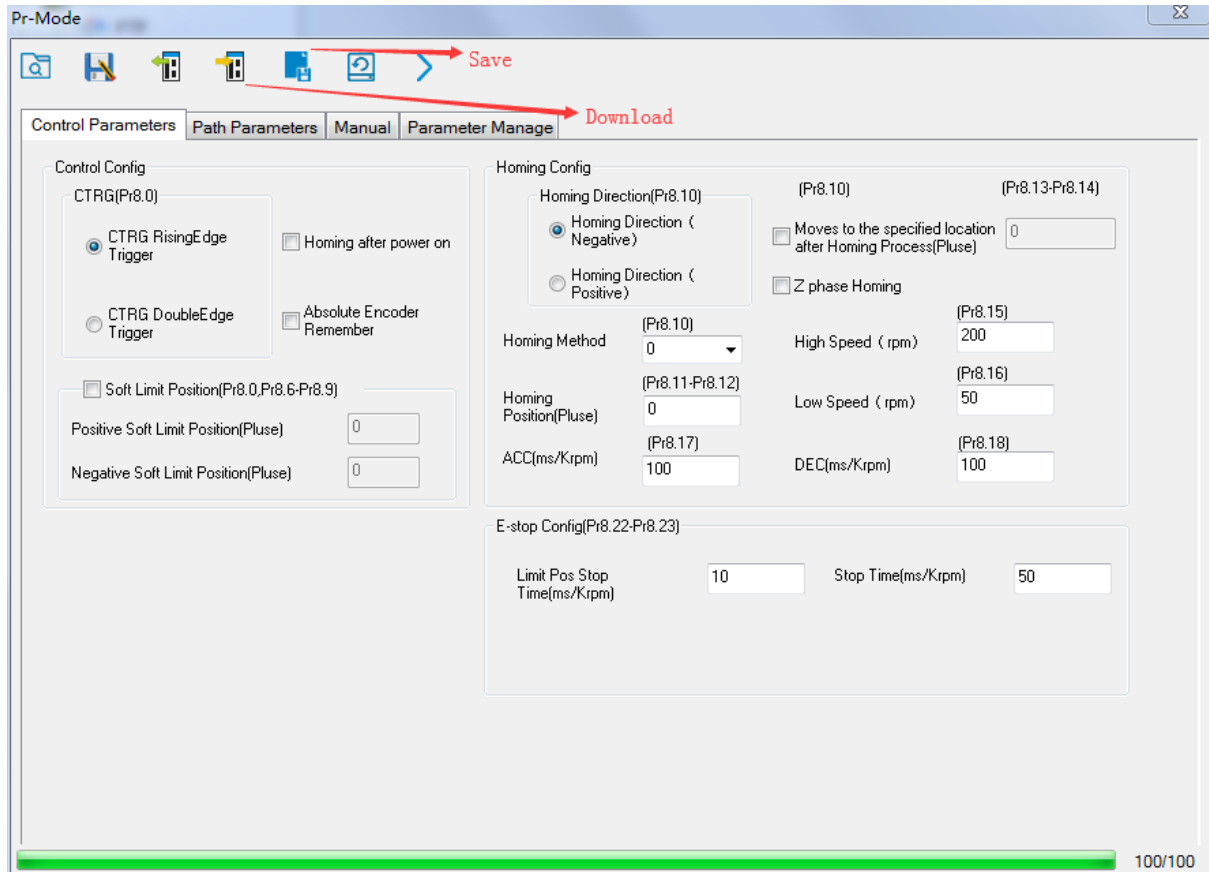 Pr-Mode
Save
Download
Control Parameters
Path Parameters
Manual
Parameter Manage
Control Config
CTRG(Pr8.0)
CTRG RisingEdge
Trigger
Homing after power on
CTRG DoubleEdge
Trigger
Absolute Encoder
Remember
Soft Limit Position(Pr8.0,Pr8.6-Pr8.9)
Positive Soft Limit Position(Pluse)
0
Negative Soft Limit Position(Pluse)
0
Homing Config
Homing Direction(Pr8.10)
Homing Direction (
Negative)
Homing Direction (
Positive)
(Pr8.10)
(Pr8.13-Pr8.14)
Moves to the specified location
after Homing Process(Pluse)
0
Z phase Homing
Homing Method
(Pr8.10)
0
High Speed (rpm)
(Pr8.15)
200
Homing
Position(Pluse)
(Pr8.11-Pr8.12)
0
Low Speed (rpm)
(Pr8.16)
50
ACC(ms/Krpm)
(Pr8.17)
100
DEC(ms/Krpm)
(Pr8.18)
100
E-stop Config(Pr8.22-Pr8.23)
Limit Pos Stop
Time(ms/Krpm)
10
Stop Time(ms/Krpm)
50
100/100